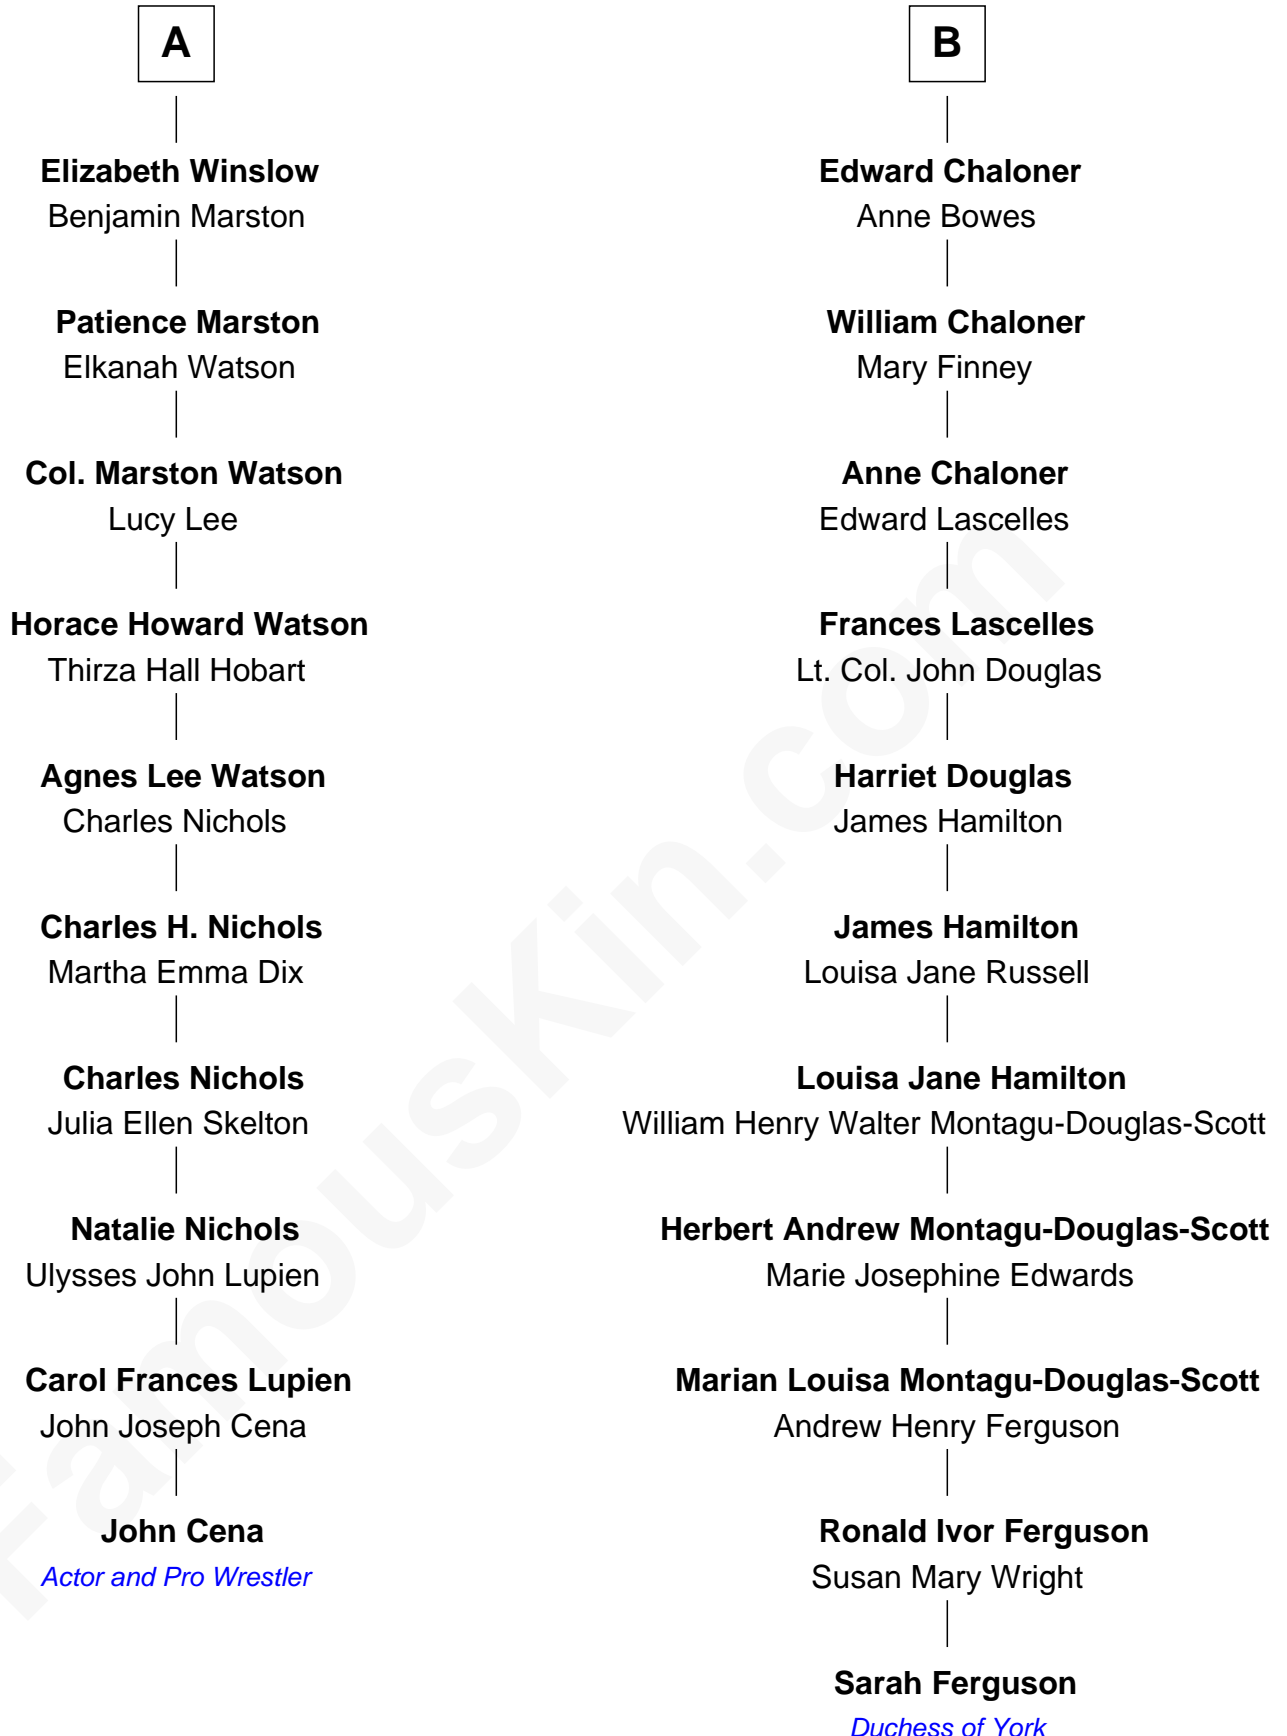 A
Elizabeth Winslow
Benjamin Marston
Patience Marston
Elkanah Watson
Col. Marston Watson
Lucy Lee
Horace Howard Watson
Thirza Hall Hobart
Agnes Lee Watson
Charles Nichols
Charles H. Nichols
Martha Emma Dix
Charles Nichols
Julia Ellen Skelton
Natalie Nichols
Ulysses John Lupien
Carol Frances Lupien
John Joseph Cena
John Cena
Actor and Pro Wrestler
B
Edward Chaloner
Anne Bowes
William Chaloner
Mary Finney
Anne Chaloner
Edward Lascelles
Frances Lascelles
Lt. Col. John Douglas
Harriet Douglas
James Hamilton
James Hamilton
Louisa Jane Russell
Louisa Jane Hamilton
William Henry Walter Montagu-Douglas-Scott
Herbert Andrew Montagu-Douglas-Scott
Marie Josephine Edwards
Marian Louisa Montagu-Douglas-Scott
Andrew Henry Ferguson
Ronald Ivor Ferguson
Susan Mary Wright
Sarah Ferguson
Duchess of York
FamousKin.com